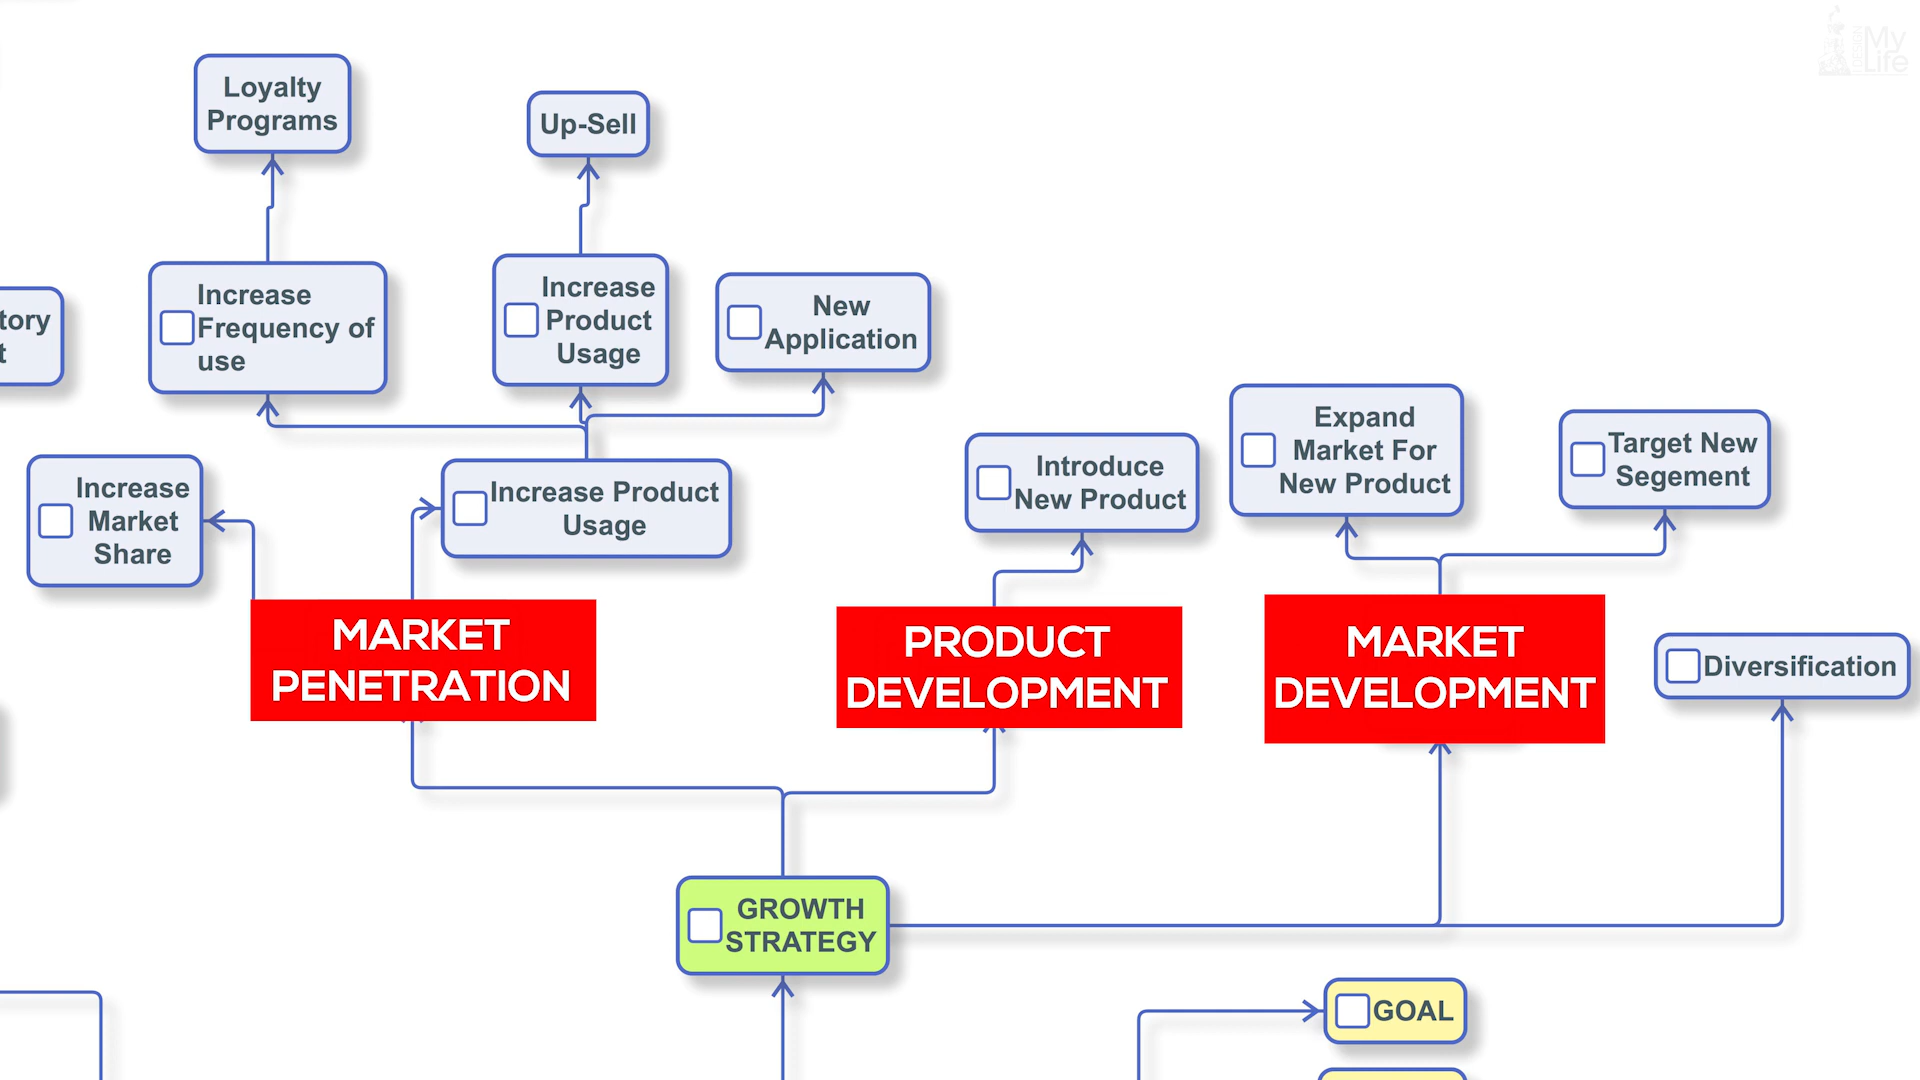 My
Life
Loyalty
Programs
Up-Sell
tory
t
Increase
Frequency of
use
Increase
Product
Usage
New
Application
Increase
Market
Share
Increase Product
Usage
Introduce
New Product
Expand
Market For
New Product
Target New
Segement
MARKET
PENETRATION
PRODUCT
DEVELOPMENT
MARKET
DEVELOPMENT
Diversification
GROWTH
STRATEGY
GOAL